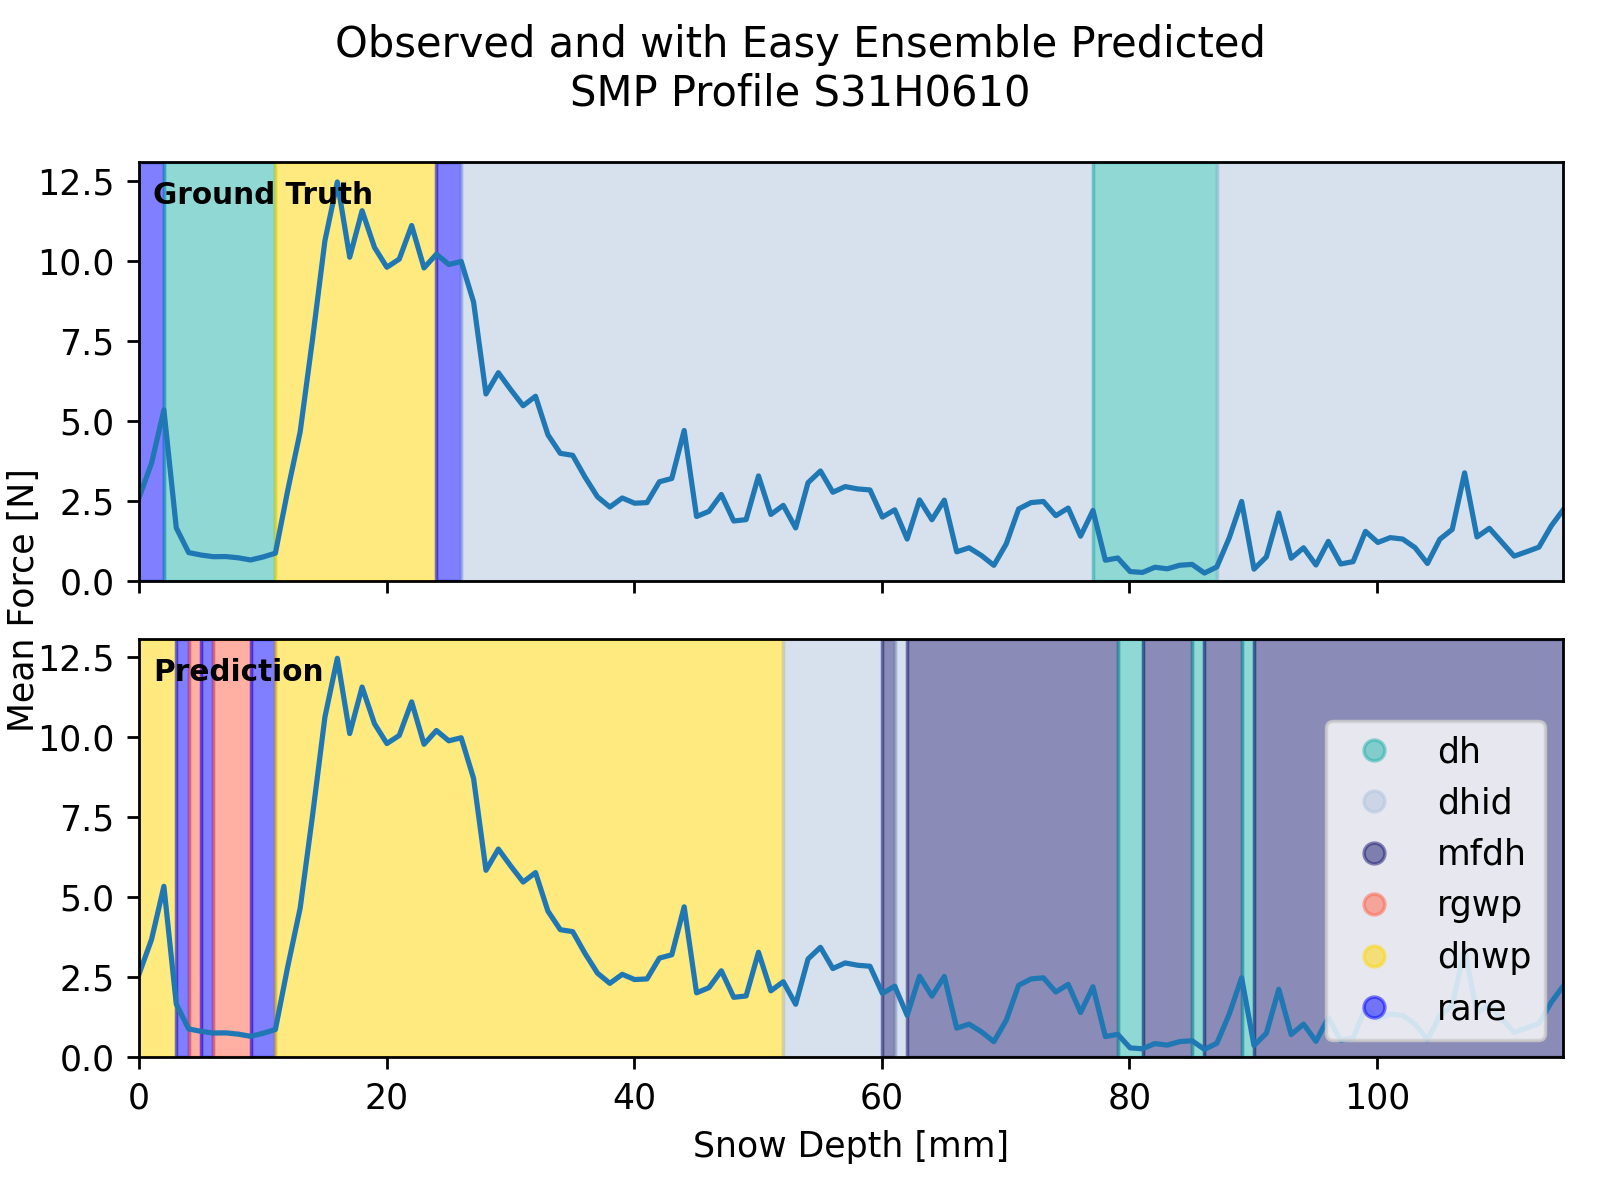 Observed and with Easy Ensemble Predicted
SMP Profile S31H0610
Mean Force [N]
12.5
10.0
7.5
5.0
2.5
0.0
Ground Truth
12.5
10.0
7.5
5.0
2.5
0.0
Prediction
dh
dhid
mfdh
rgwp
dhwp
rare
0 20 40 60 80 100
Snow Depth [mm]